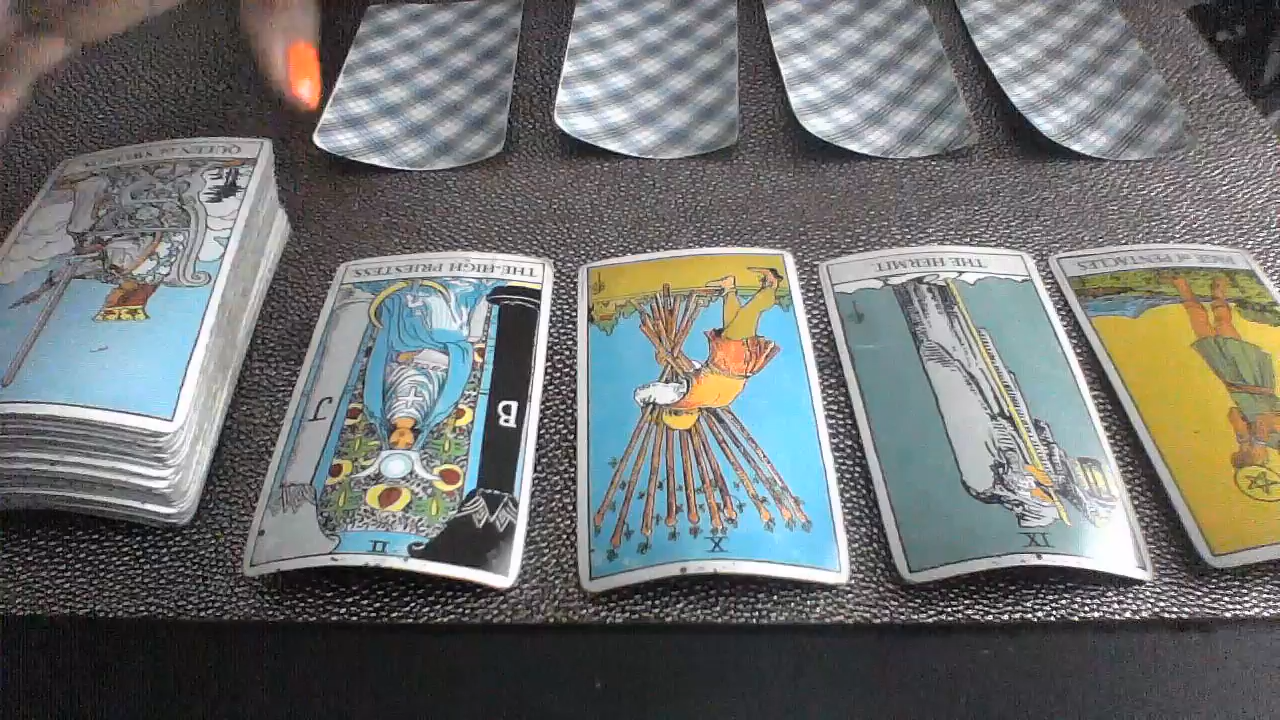 QUEEN of SWORDS
THE HIGH PRIESTESS
J
B
II
X
THE HERMIT
IX
PAGE of PENTACLES